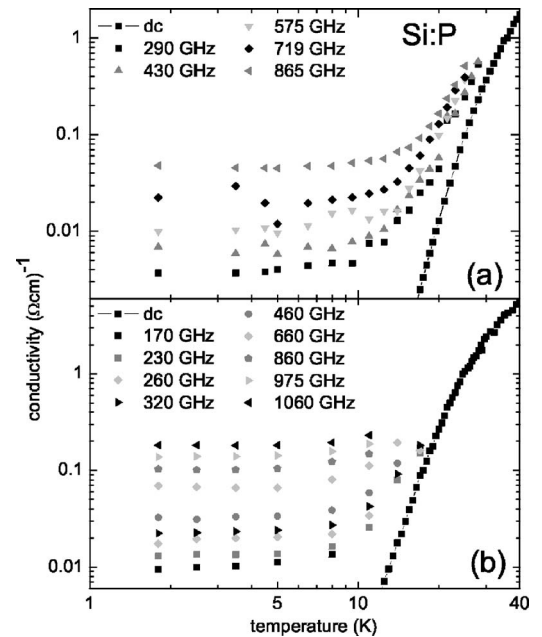 dc
290 GHz
430 GHz
575 GHz
719 GHz
865 GHz
Si:P
1
0.1
0.01
(a)
conductivity (Ωcm)⁻¹
dc
170 GHz
230 GHz
260 GHz
320 GHz
460 GHz
660 GHz
860 GHz
975 GHz
1060 GHz
1
0.1
0.01
(b)
1 5 10 40
temperature (K)